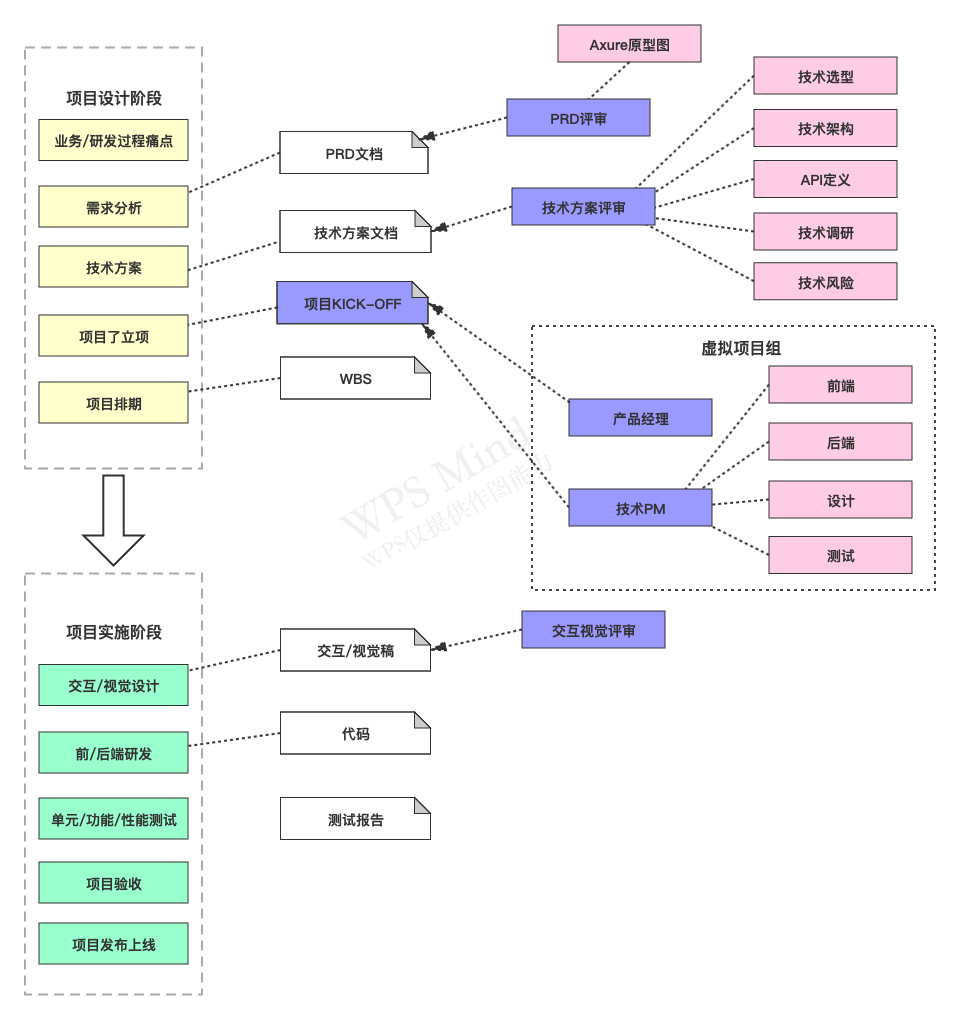 Axure原型图
项目设计阶段
技术选型
PRD评审
业务/研发过程痛点
技术架构
PRD文档
API定义
需求分析
技术方案评审
技术方案文档
技术调研
技术方案
技术风险
项目KICK-OFF
项目了立项
虚拟项目组
WBS
前端
项目排期
产品经理
后端
WPS Mind
WPS仅提供作图能力
设计
技术PM
测试
项目实施阶段
交互视觉评审
交互/视觉稿
交互/视觉设计
代码
前/后端研发
单元/功能/性能测试
测试报告
项目验收
项目发布上线